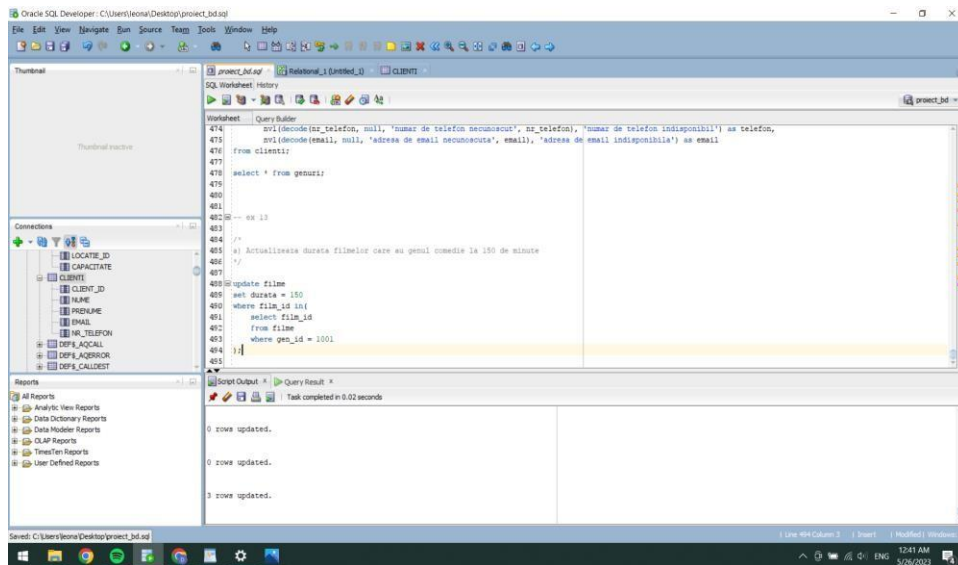 Oracle SQL Developer : C:\Users\leona\Desktop\proiect_bd.sql
File Edit View Navigate Run Source Team Tools Window Help
Thumbnail
Thumbnail inactive
Connections
LOCATIE_ID
CAPACITATE
CLIENTI
CLIENT_ID
NUME
PRENUME
EMAIL
NR_TELEFON
DEF$_AQCALL
DEF$_AQERROR
DEF$_CALLDEST
Reports
All Reports
Analytic View Reports
Data Dictionary Reports
Data Modeler Reports
OLAP Reports
TimesTen Reports
User Defined Reports
proiect_bd.sql Relational_1 (Untitled_1) CLIENTI
SQL Worksheet History
proiect_bd
Worksheet Query Builder
474 nvl(decode(nr_telefon, null, 'numar de telefon necunoscut', nr_telefon), 'numar de telefon indisponibil') as telefon,
475 nvl(decode(email, null, 'adresa de email necunoscuta', email), 'adresa de email indisponibila') as email
476 from clienti;
477
478 select * from genuri;
479
480
481
482 -- ex 13
483
484 /*
485 a) Actualizeaza durata filmelor care au genul comedie la 150 de minute
486 */
487
488 update filme
489 set durata = 150
490 where film_id in(
491 select film_id
492 from filme
493 where gen_id = 1001
494 );
495
Script Output Query Result
Task completed in 0.02 seconds
0 rows updated.
0 rows updated.
3 rows updated.
Saved: C:\Users\leona\Desktop\proiect_bd.sql
Line 494 Column 3 Insert Modified Windows:
ENG
12:41 AM
5/26/2023